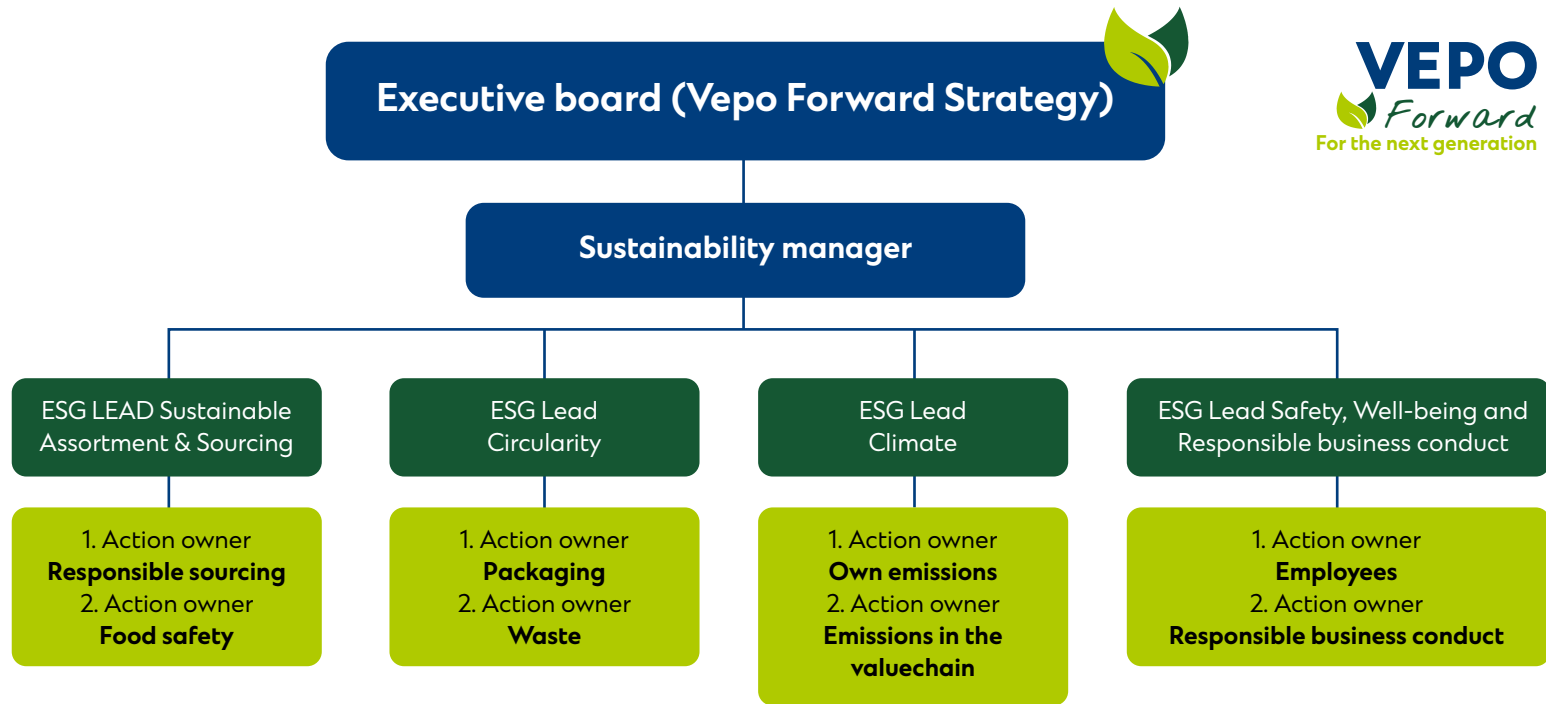 Executive board (Vepo Forward Strategy)
VEPO
Forward
For the next generation
Sustainability manager
ESG LEAD Sustainable
Assortment & Sourcing
ESG Lead
Circularity
ESG Lead
Climate
ESG Lead Safety, Well-being and
Responsible business conduct
1. Action owner
Responsible sourcing
2. Action owner
Food safety
1. Action owner
Packaging
2. Action owner
Waste
1. Action owner
Own emissions
2. Action owner
Emissions in the
valuechain
1. Action owner
Employees
2. Action owner
Responsible business conduct